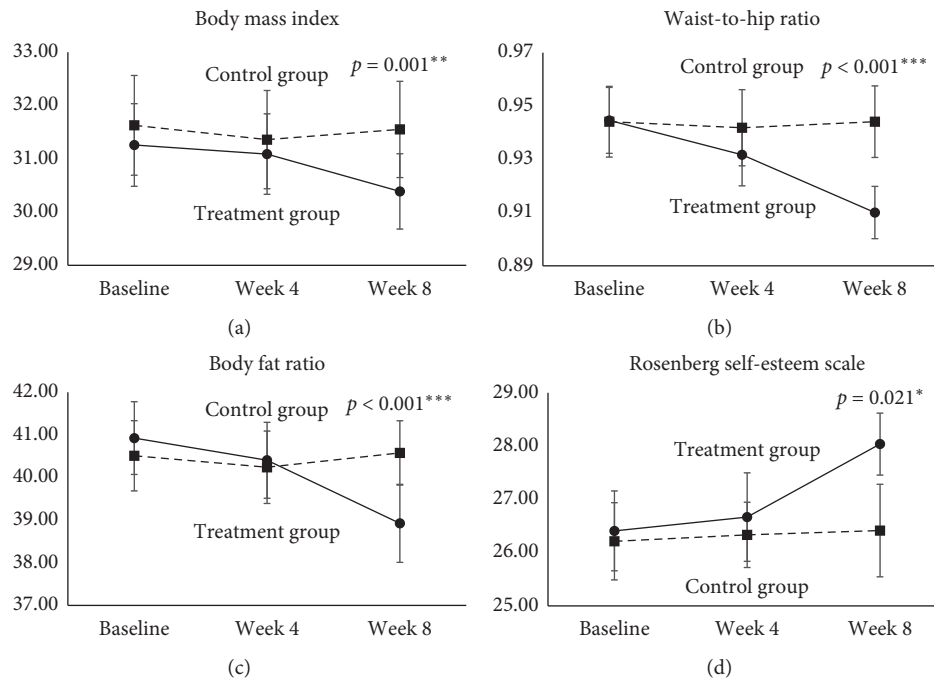 Body mass index
33.00
32.00
31.00
30.00
29.00
Control group
p = 0.001**
Treatment group
Baseline
Week 4
Week 8
(a)
Waist-to-hip ratio
0.97
0.95
0.93
0.91
0.89
Control group
p < 0.001***
Treatment group
Baseline
Week 4
Week 8
(b)
Body fat ratio
42.00
41.00
40.00
39.00
38.00
37.00
Control group
p < 0.001***
Treatment group
Baseline
Week 4
Week 8
(c)
Rosenberg self-esteem scale
29.00
28.00
27.00
26.00
25.00
p = 0.021*
Treatment group
Control group
Baseline
Week 4
Week 8
(d)